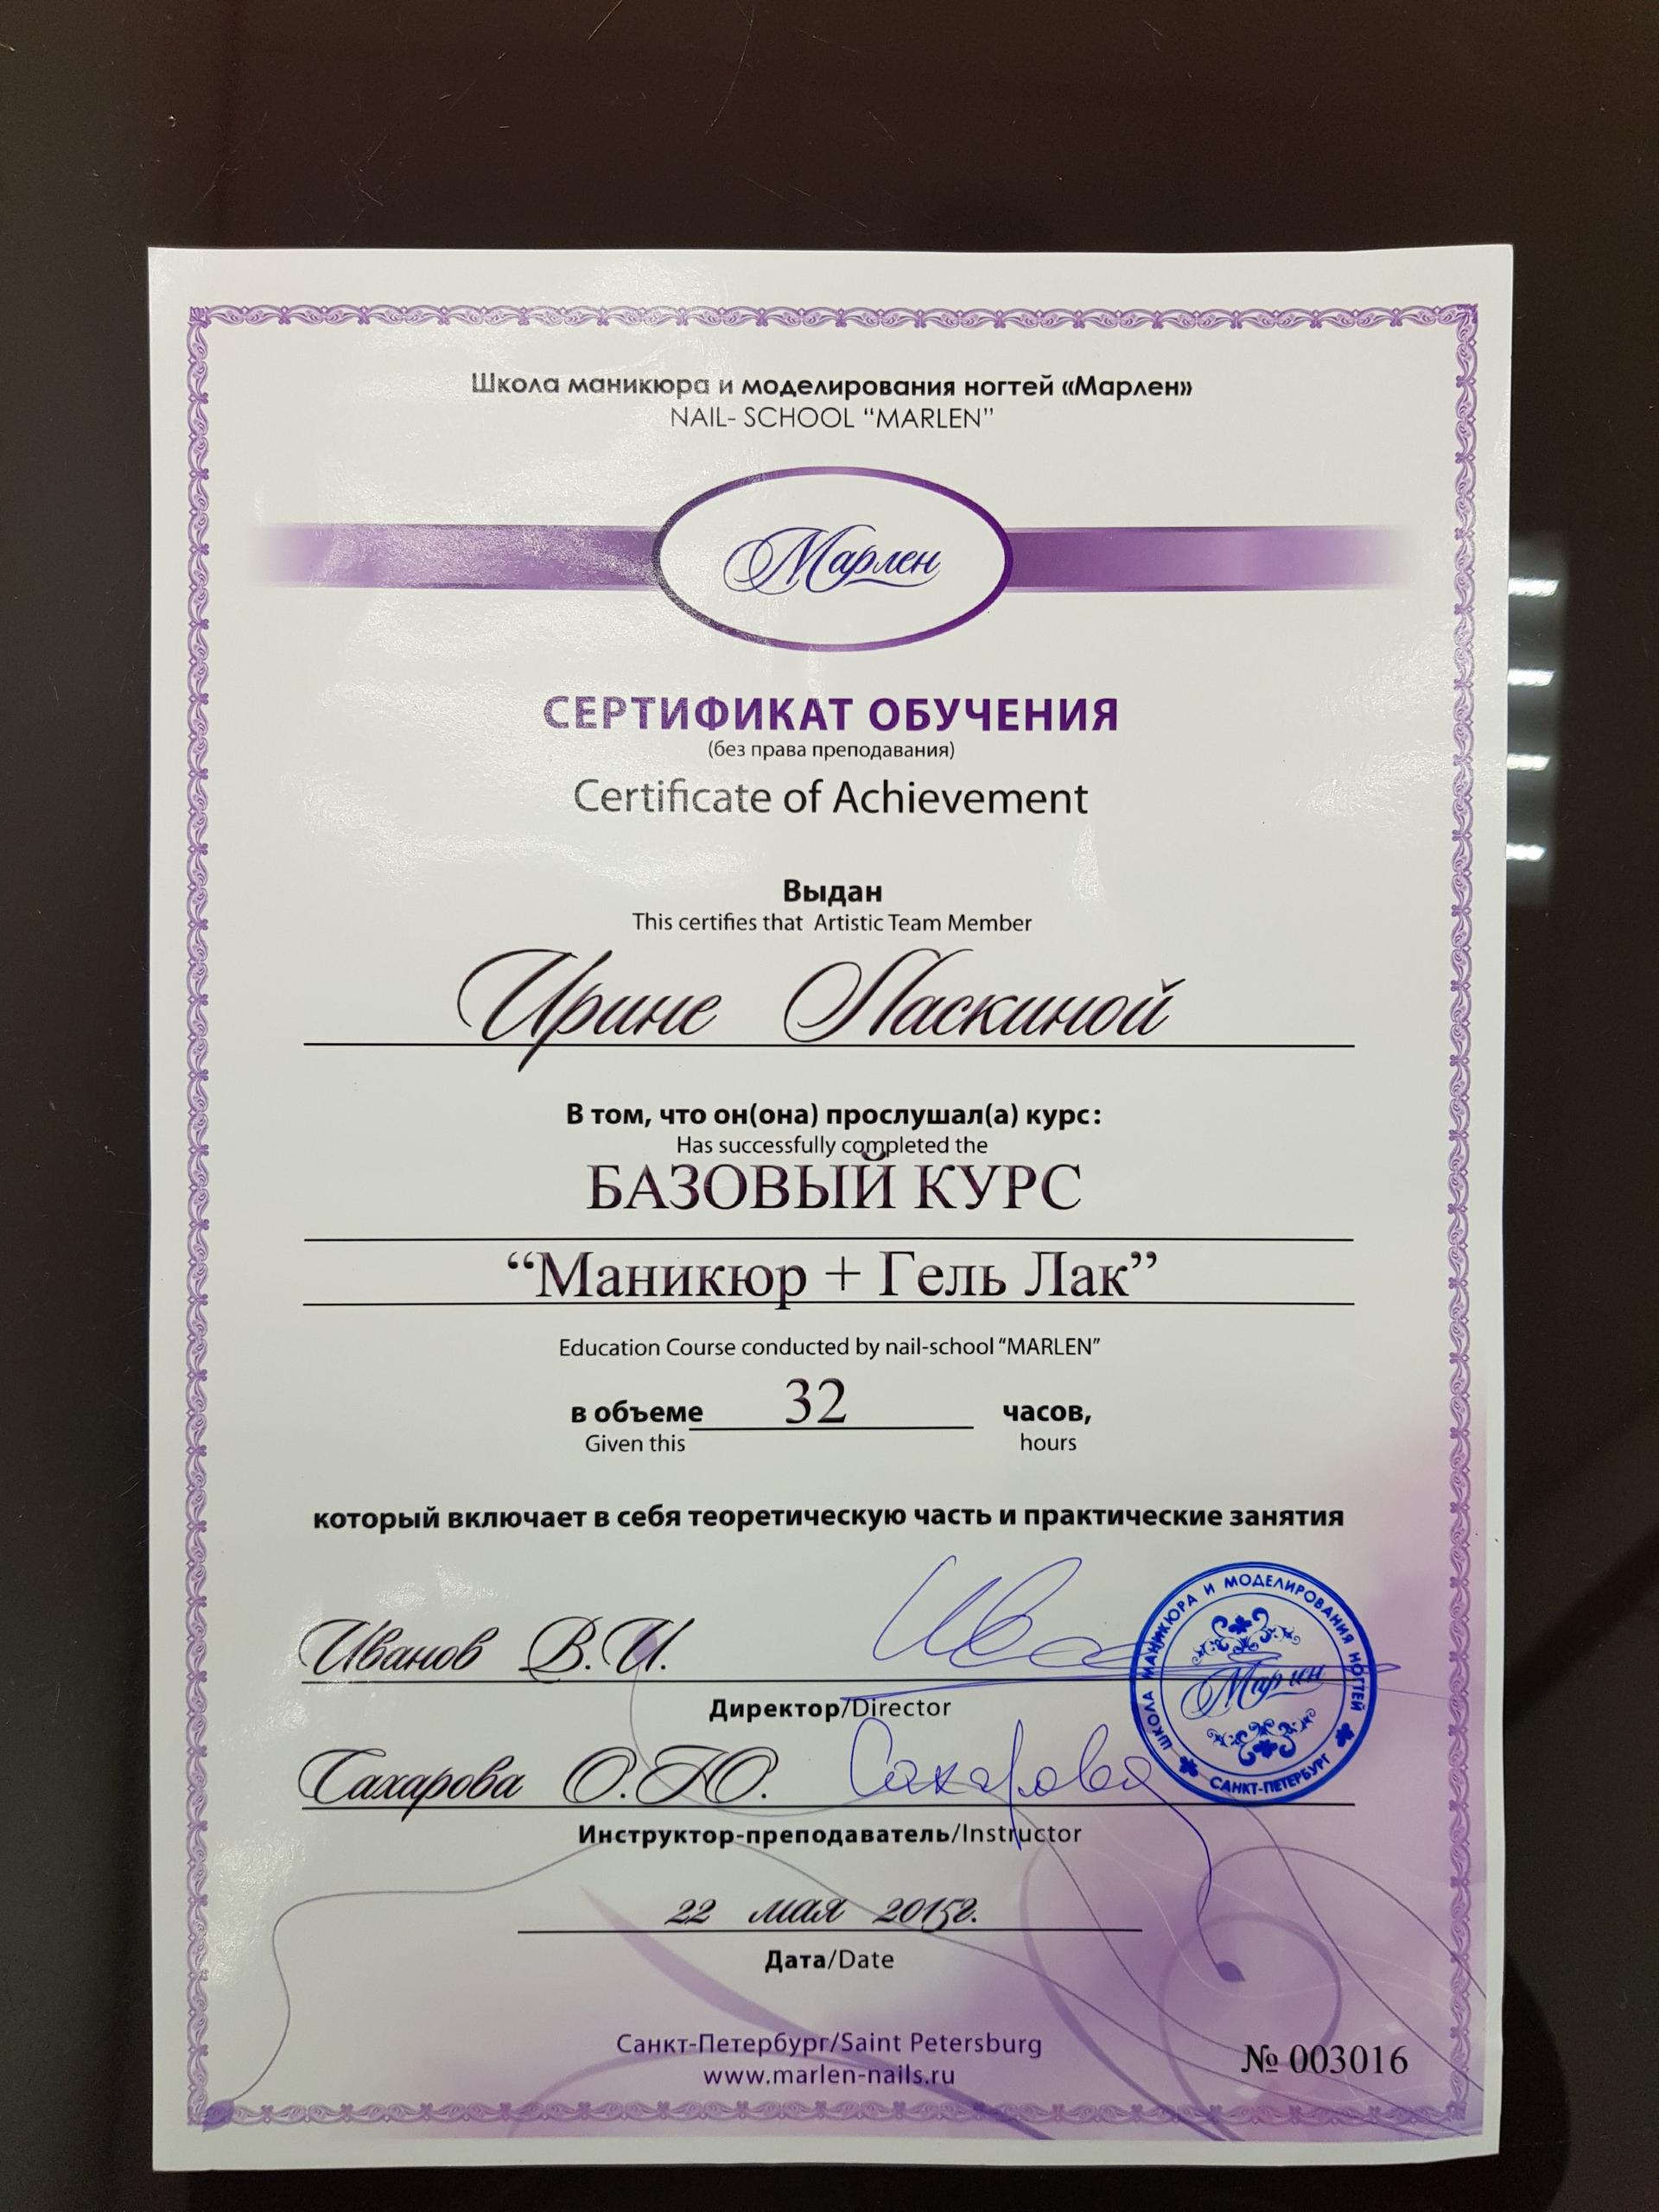 Школа маникюра и моделирования ногтей «Марлен»
NAIL- SCHOOL “MARLEN”
Марлен
СЕРТИФИКАТ ОБУЧЕНИЯ
(без права преподавания)
Certificate of Achievement
Выдан
This certifies that Artistic Team Member
Ирине Ласкиной
В том, что он(она) прослушал(а) курс:
Has successfully completed the
БАЗОВЫЙ КУРС
“Маникюр + Гель Лак”
Education Course conducted by nail-school “MARLEN”
в объеме 32 часов,
Given this hours
который включает в себя теоретическую часть и практические занятия
Иванов В.И. Ива
ШКОЛА МАНИКЮРА И МОДЕЛИРОВАНИЯ НОГТЕЙ
Марлен
САНКТ-ПЕТЕРБУРГ
Директор/Director
Сахарова О.Ю. Сахарова
Инструктор-преподаватель/Instructor
22 мая 2015г.
Дата/Date
Санкт-Петербург/Saint Petersburg
www.marlen-nails.ru
№ 003016